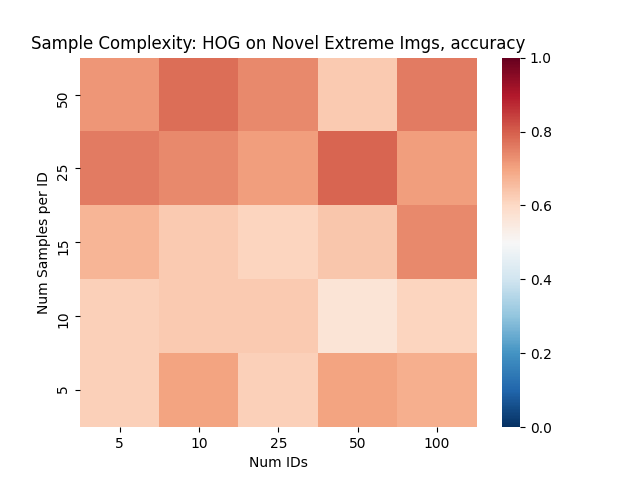 Sample Complexity: HOG on Novel Extreme Imgs, accuracy
Num Samples per ID
50
25
15
10
5
5 10 25 50 100
Num IDs
1.0
0.8
0.6
0.4
0.2
0.0